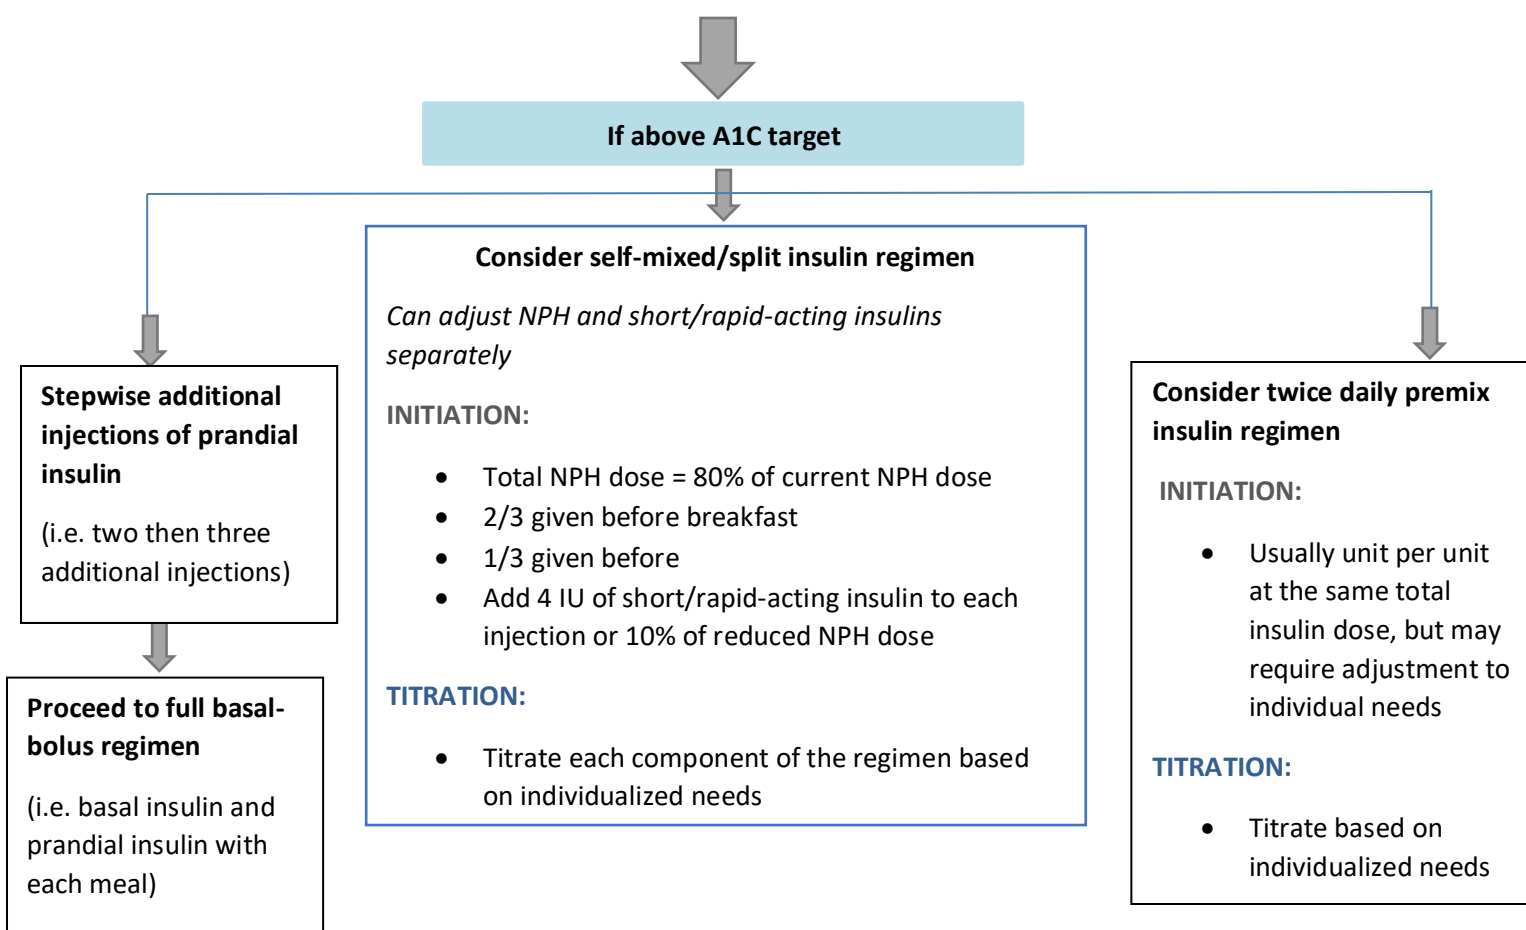 If above A1C target
Stepwise additional
injections of prandial
insulin
(i.e. two then three
additional injections)
Proceed to full basal-
bolus regimen
(i.e. basal insulin and
prandial insulin with
each meal)
Consider self-mixed/split insulin regimen
Can adjust NPH and short/rapid-acting insulins
separately
INITIATION:
• Total NPH dose = 80% of current NPH dose
• 2/3 given before breakfast
• 1/3 given before
• Add 4 IU of short/rapid-acting insulin to each
injection or 10% of reduced NPH dose
TITRATION:
• Titrate each component of the regimen based
on individualized needs
Consider twice daily premix
insulin regimen
INITIATION:
• Usually unit per unit
at the same total
insulin dose, but may
require adjustment to
individual needs
TITRATION:
• Titrate based on
individualized needs